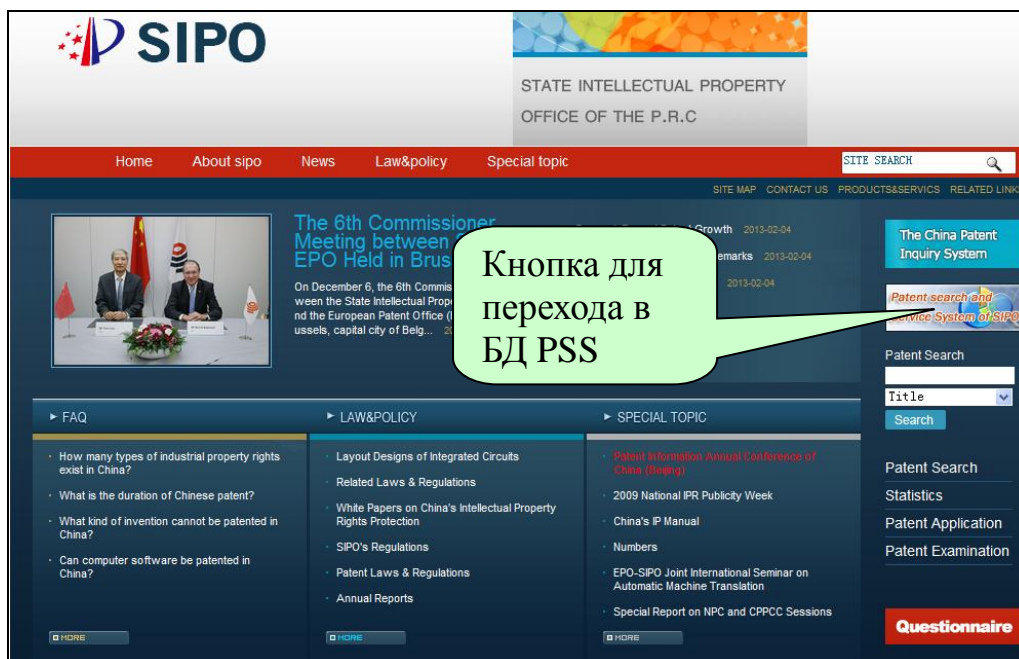 SIPO
STATE INTELLECTUAL PROPERTY
OFFICE OF THE P.R.C
Home About sipo News Law&policy Special topic
SITE SEARCH
SITE MAP CONTACT US PRODUCTS&SERVICS RELATED LINK
The 6th Commissioner
Meeting between
EPO Held in Brus
On December 6, the 6th Commis
ween the State Intellectual Prope
nd the European Patent Office
ussels, capital city of Belg...
Growth 2013-02-04
emarks 2013-02-04
2013-02-04
Кнопка для
перехода в
БД PSS
The China Patent
Inquiry System
Patent search and
Service System of SIPO
Patent Search
Title
Search
Patent Search
Statistics
Patent Application
Patent Examination
Questionnaire
FAQ
How many types of industrial property rights
exist in China?
What is the duration of Chinese patent?
What kind of invention cannot be patented in
China?
Can computer software be patented in
China?
MORE
LAW&POLICY
Layout Designs of Integrated Circuits
Related Laws & Regulations
White Papers on China's Intellectual Property
Rights Protection
SIPO's Regulations
Patent Laws & Regulations
Annual Reports
MORE
SPECIAL TOPIC
Patent Information Annual Conference of
China (Beijing)
2009 National IPR Publicity Week
China's IP Manual
Numbers
EPO-SIPO Joint International Seminar on
Automatic Machine Translation
Special Report on NPC and CPPCC Sessions
MORE